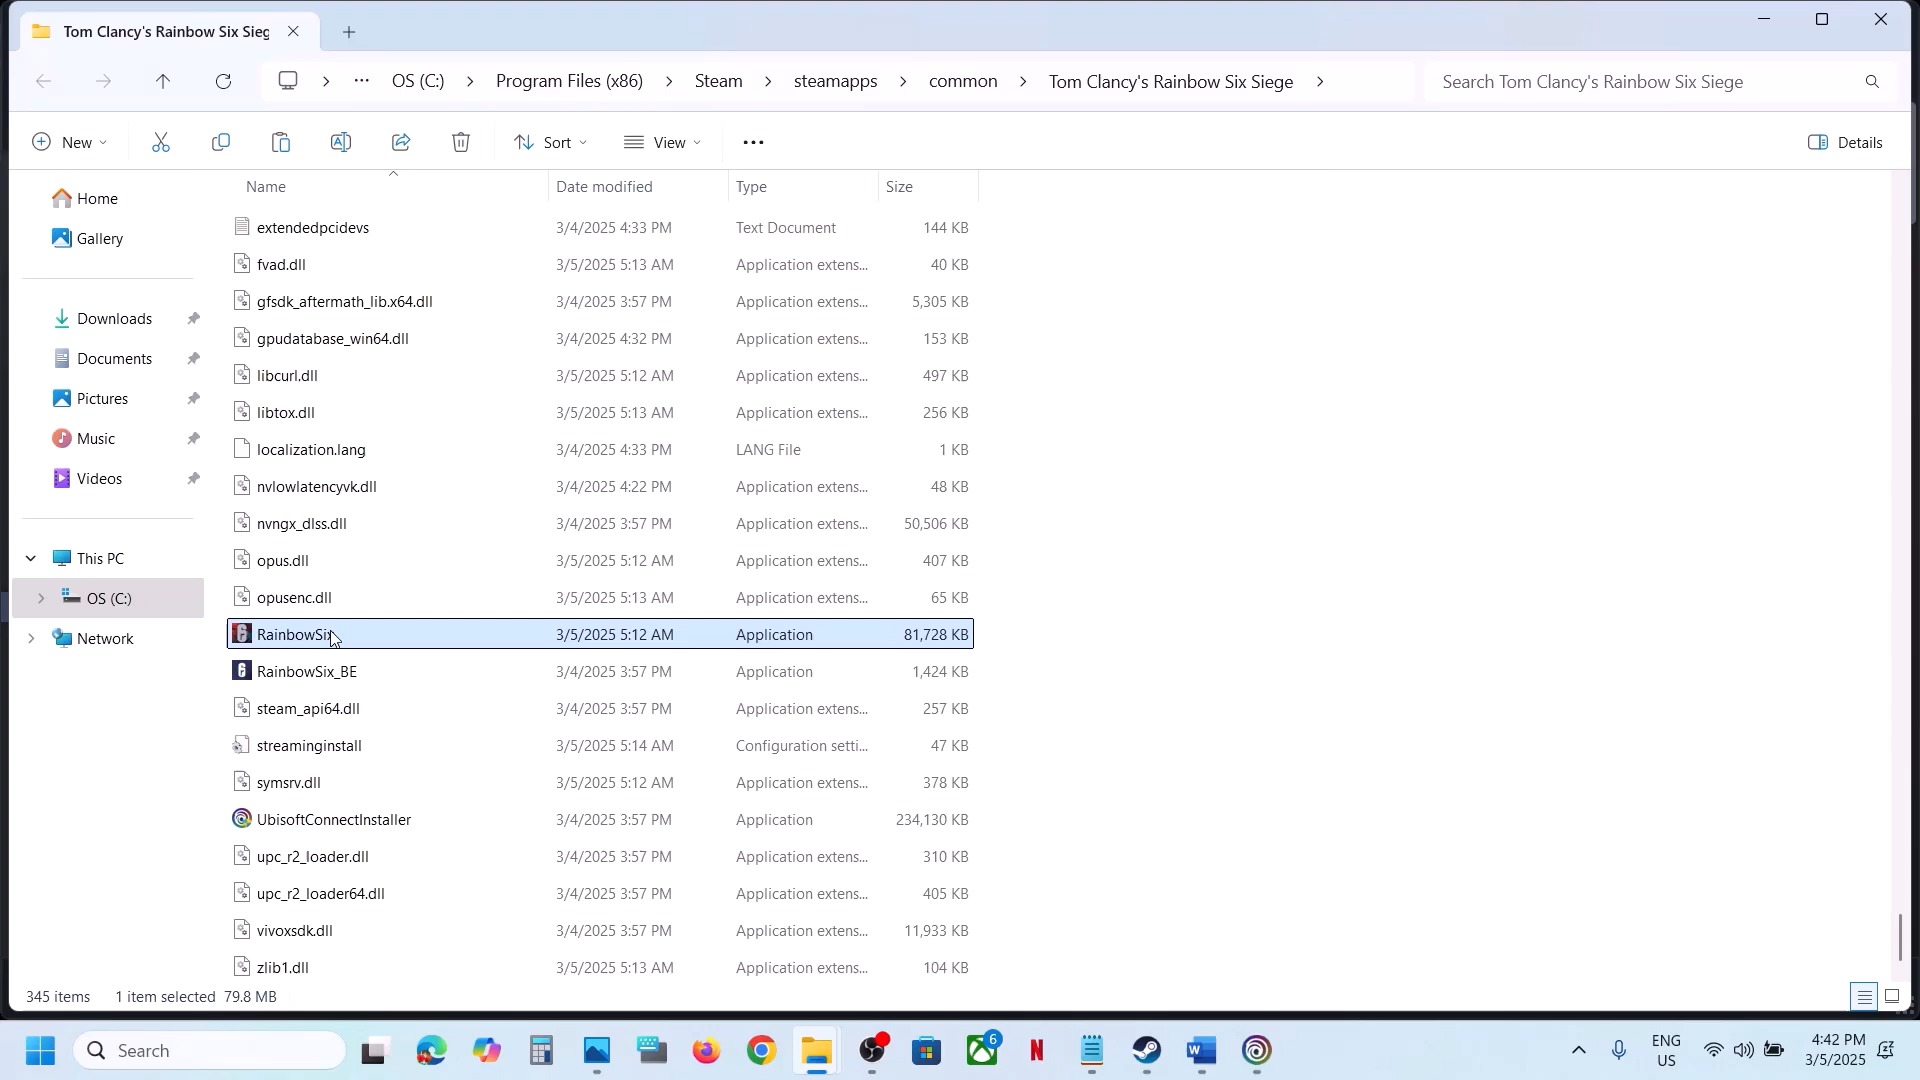 Tom Clancy's Rainbow Six Sieg
OS (C:) Program Files (x86) Steam steamapps common Tom Clancy's Rainbow Six Siege
Search Tom Clancy's Rainbow Six Siege
New Sort View Details
Name Date modified Type Size
Home
Gallery
Downloads
Documents
Pictures
Music
Videos
This PC
OS (C:)
Network
extendedpcidevs 3/4/2025 4:33 PM Text Document 144 KB
fvad.dll 3/5/2025 5:13 AM Application extens... 40 KB
gfsdk_aftermath_lib.x64.dll 3/4/2025 3:57 PM Application extens... 5,305 KB
gpudatabase_win64.dll 3/4/2025 4:32 PM Application extens... 153 KB
libcurl.dll 3/5/2025 5:12 AM Application extens... 497 KB
libtox.dll 3/5/2025 5:13 AM Application extens... 256 KB
localization.lang 3/4/2025 4:33 PM LANG File 1 KB
nvlowlatencyvk.dll 3/4/2025 4:22 PM Application extens... 48 KB
nvngx_dlss.dll 3/4/2025 3:57 PM Application extens... 50,506 KB
opus.dll 3/5/2025 5:12 AM Application extens... 407 KB
opusenc.dll 3/5/2025 5:13 AM Application extens... 65 KB
RainbowSix 3/5/2025 5:12 AM Application 81,728 KB
RainbowSix_BE 3/4/2025 3:57 PM Application 1,424 KB
steam_api64.dll 3/4/2025 3:57 PM Application extens... 257 KB
streaminginstall 3/5/2025 5:14 AM Configuration setti... 47 KB
symsrv.dll 3/5/2025 5:12 AM Application extens... 378 KB
UbisoftConnectInstaller 3/4/2025 3:57 PM Application 234,130 KB
upc_r2_loader.dll 3/4/2025 3:57 PM Application extens... 310 KB
upc_r2_loader64.dll 3/4/2025 3:57 PM Application extens... 405 KB
vivoxsdk.dll 3/4/2025 3:57 PM Application extens... 11,933 KB
zlib1.dll 3/5/2025 5:13 AM Application extens... 104 KB
345 items 1 item selected 79.8 MB
Search
6
ENG
US
4:42 PM
3/5/2025